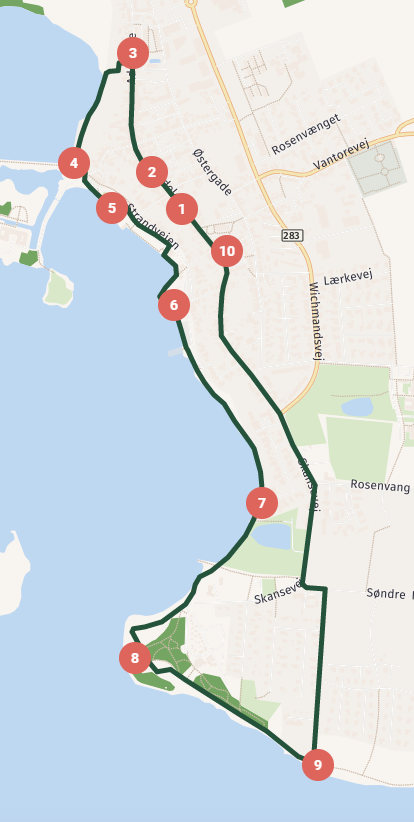 3
Østergade
Rosenvænget
Vantorevej
4
2
5
1
Strandvejen
10
283
Lærkevej
Wichmandsvej
6
Skansevej
Rosenvang
7
Skansevej
Søndre
8
9